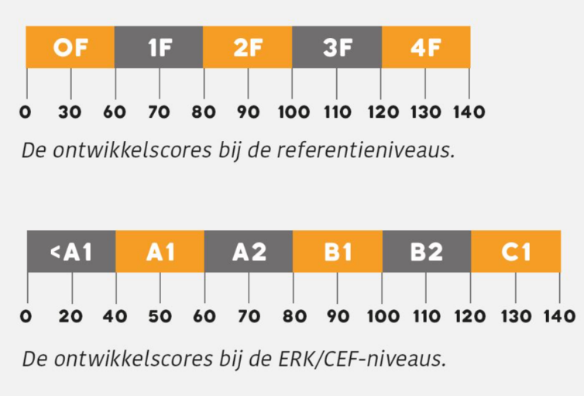 0F 1F 2F 3F 4F
0 30 60 70 80 90 100 110 120 130 140
De ontwikkelscores bij de referentieniveaus.
<A1 A1 A2 B1 B2 C1
0 20 40 50 60 70 80 90 100 110 120 130 140
De ontwikkelscores bij de ERK/CEF-niveaus.